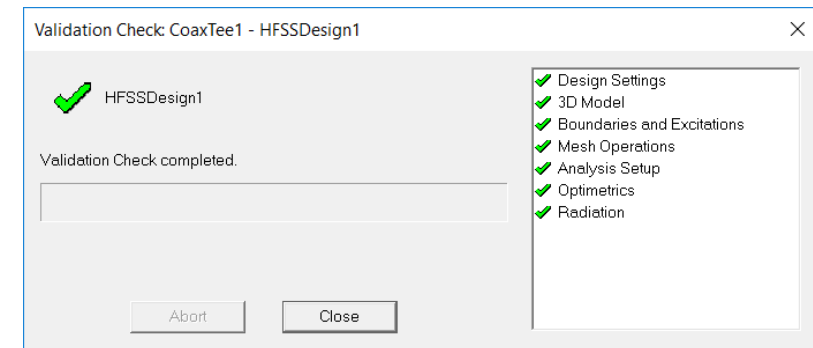 Validation Check: CoaxTee1 - HFSSDesign1
HFSSDesign1
Validation Check completed.
Abort
Close
Design Settings
3D Model
Boundaries and Excitations
Mesh Operations
Analysis Setup
Optimetrics
Radiation